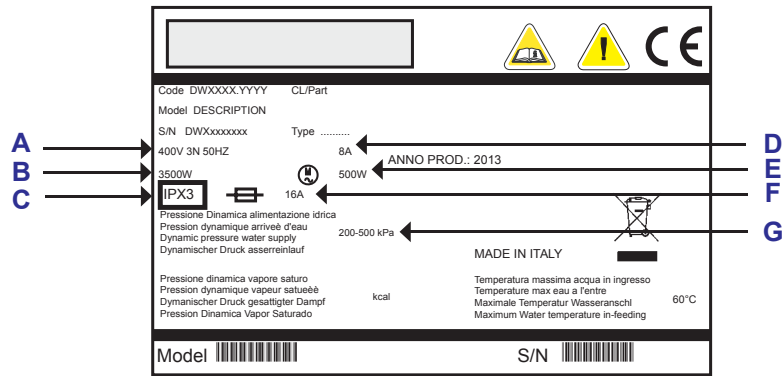 CE
Code DWXXXX.YYYY CL/Part
Model DESCRIPTION
S/N DWXxxxxxx Type ..........
A 400V 3N 50HZ 8A D
ANNO PROD.: 2013
B 3500W 500W E
C IPX3 16A F
Pressione Dinamica alimentazione idrica
Pression dynamique arriveè d'eau
Dynamic pressure water supply 200-500 kPa G
Dynamischer Druck asserreinlauf
MADE IN ITALY
Pressione dinamica vapore saturo
Pression dynamique vapeur satueèè
Dymanischer Druck gesattigter Dampf kcal
Pression Dinamica Vapor Saturado
Temperatura massima acqua in ingresso
Temperature max eau a l'entre
Maximale Temperatur Wasseranschl 60°C
Maximum Water temperature in-feeding
Model S/N